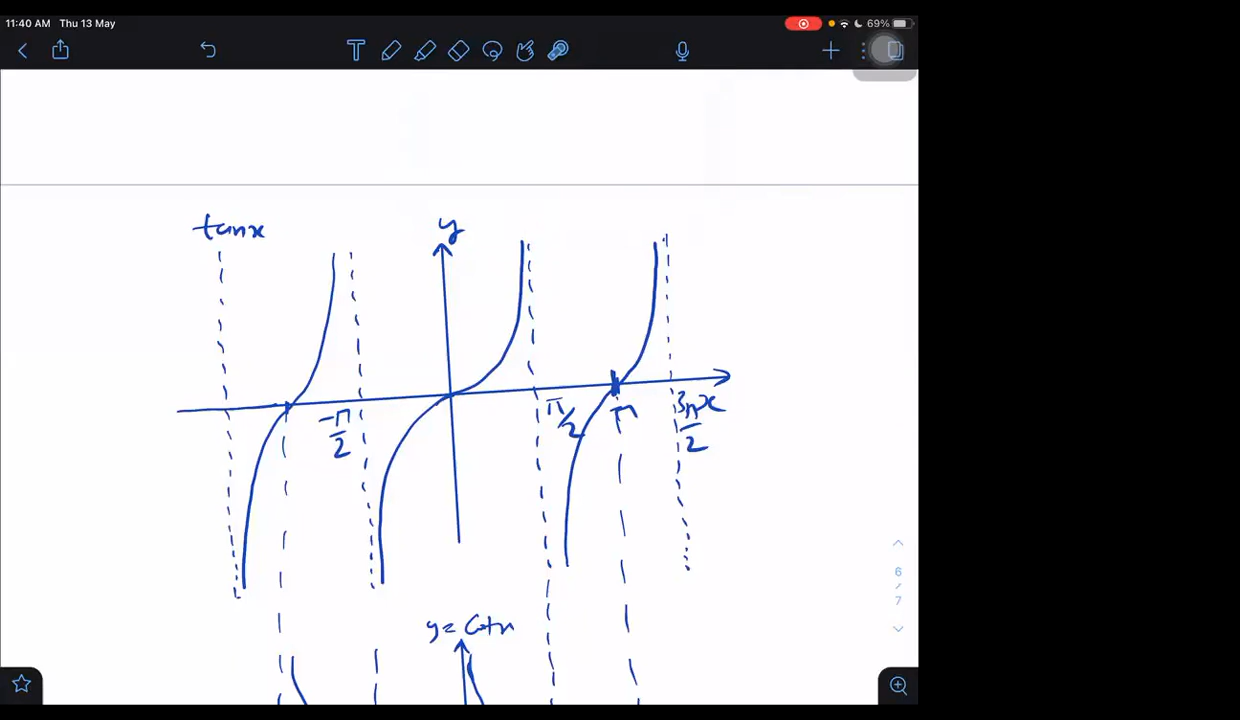 11:40 AM Thu 13 May
69%
T
tanx
y
-π/2
π/2
π
3π/2
x
6
/
7
y = Cotx